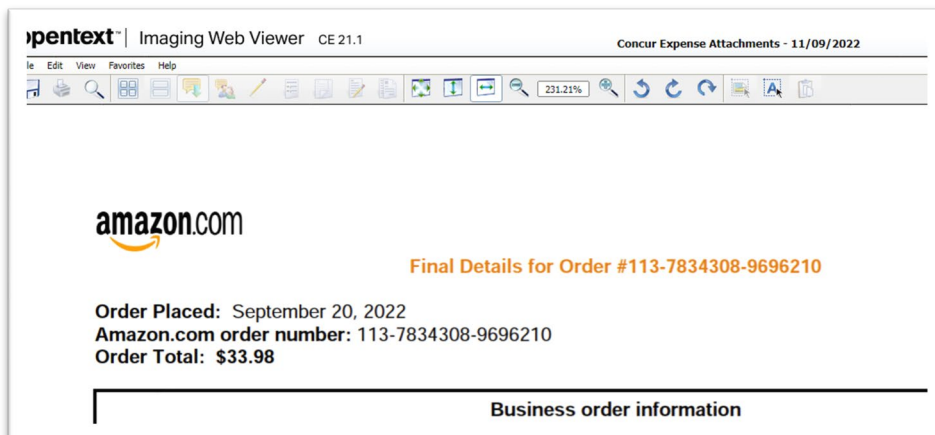 opentext™ | Imaging Web Viewer CE 21.1
Concur Expense Attachments - 11/09/2022
le Edit View Favorites Help
231.21%
amazon.com
Final Details for Order #113-7834308-9696210
Order Placed: September 20, 2022
Amazon.com order number: 113-7834308-9696210
Order Total: $33.98
Business order information